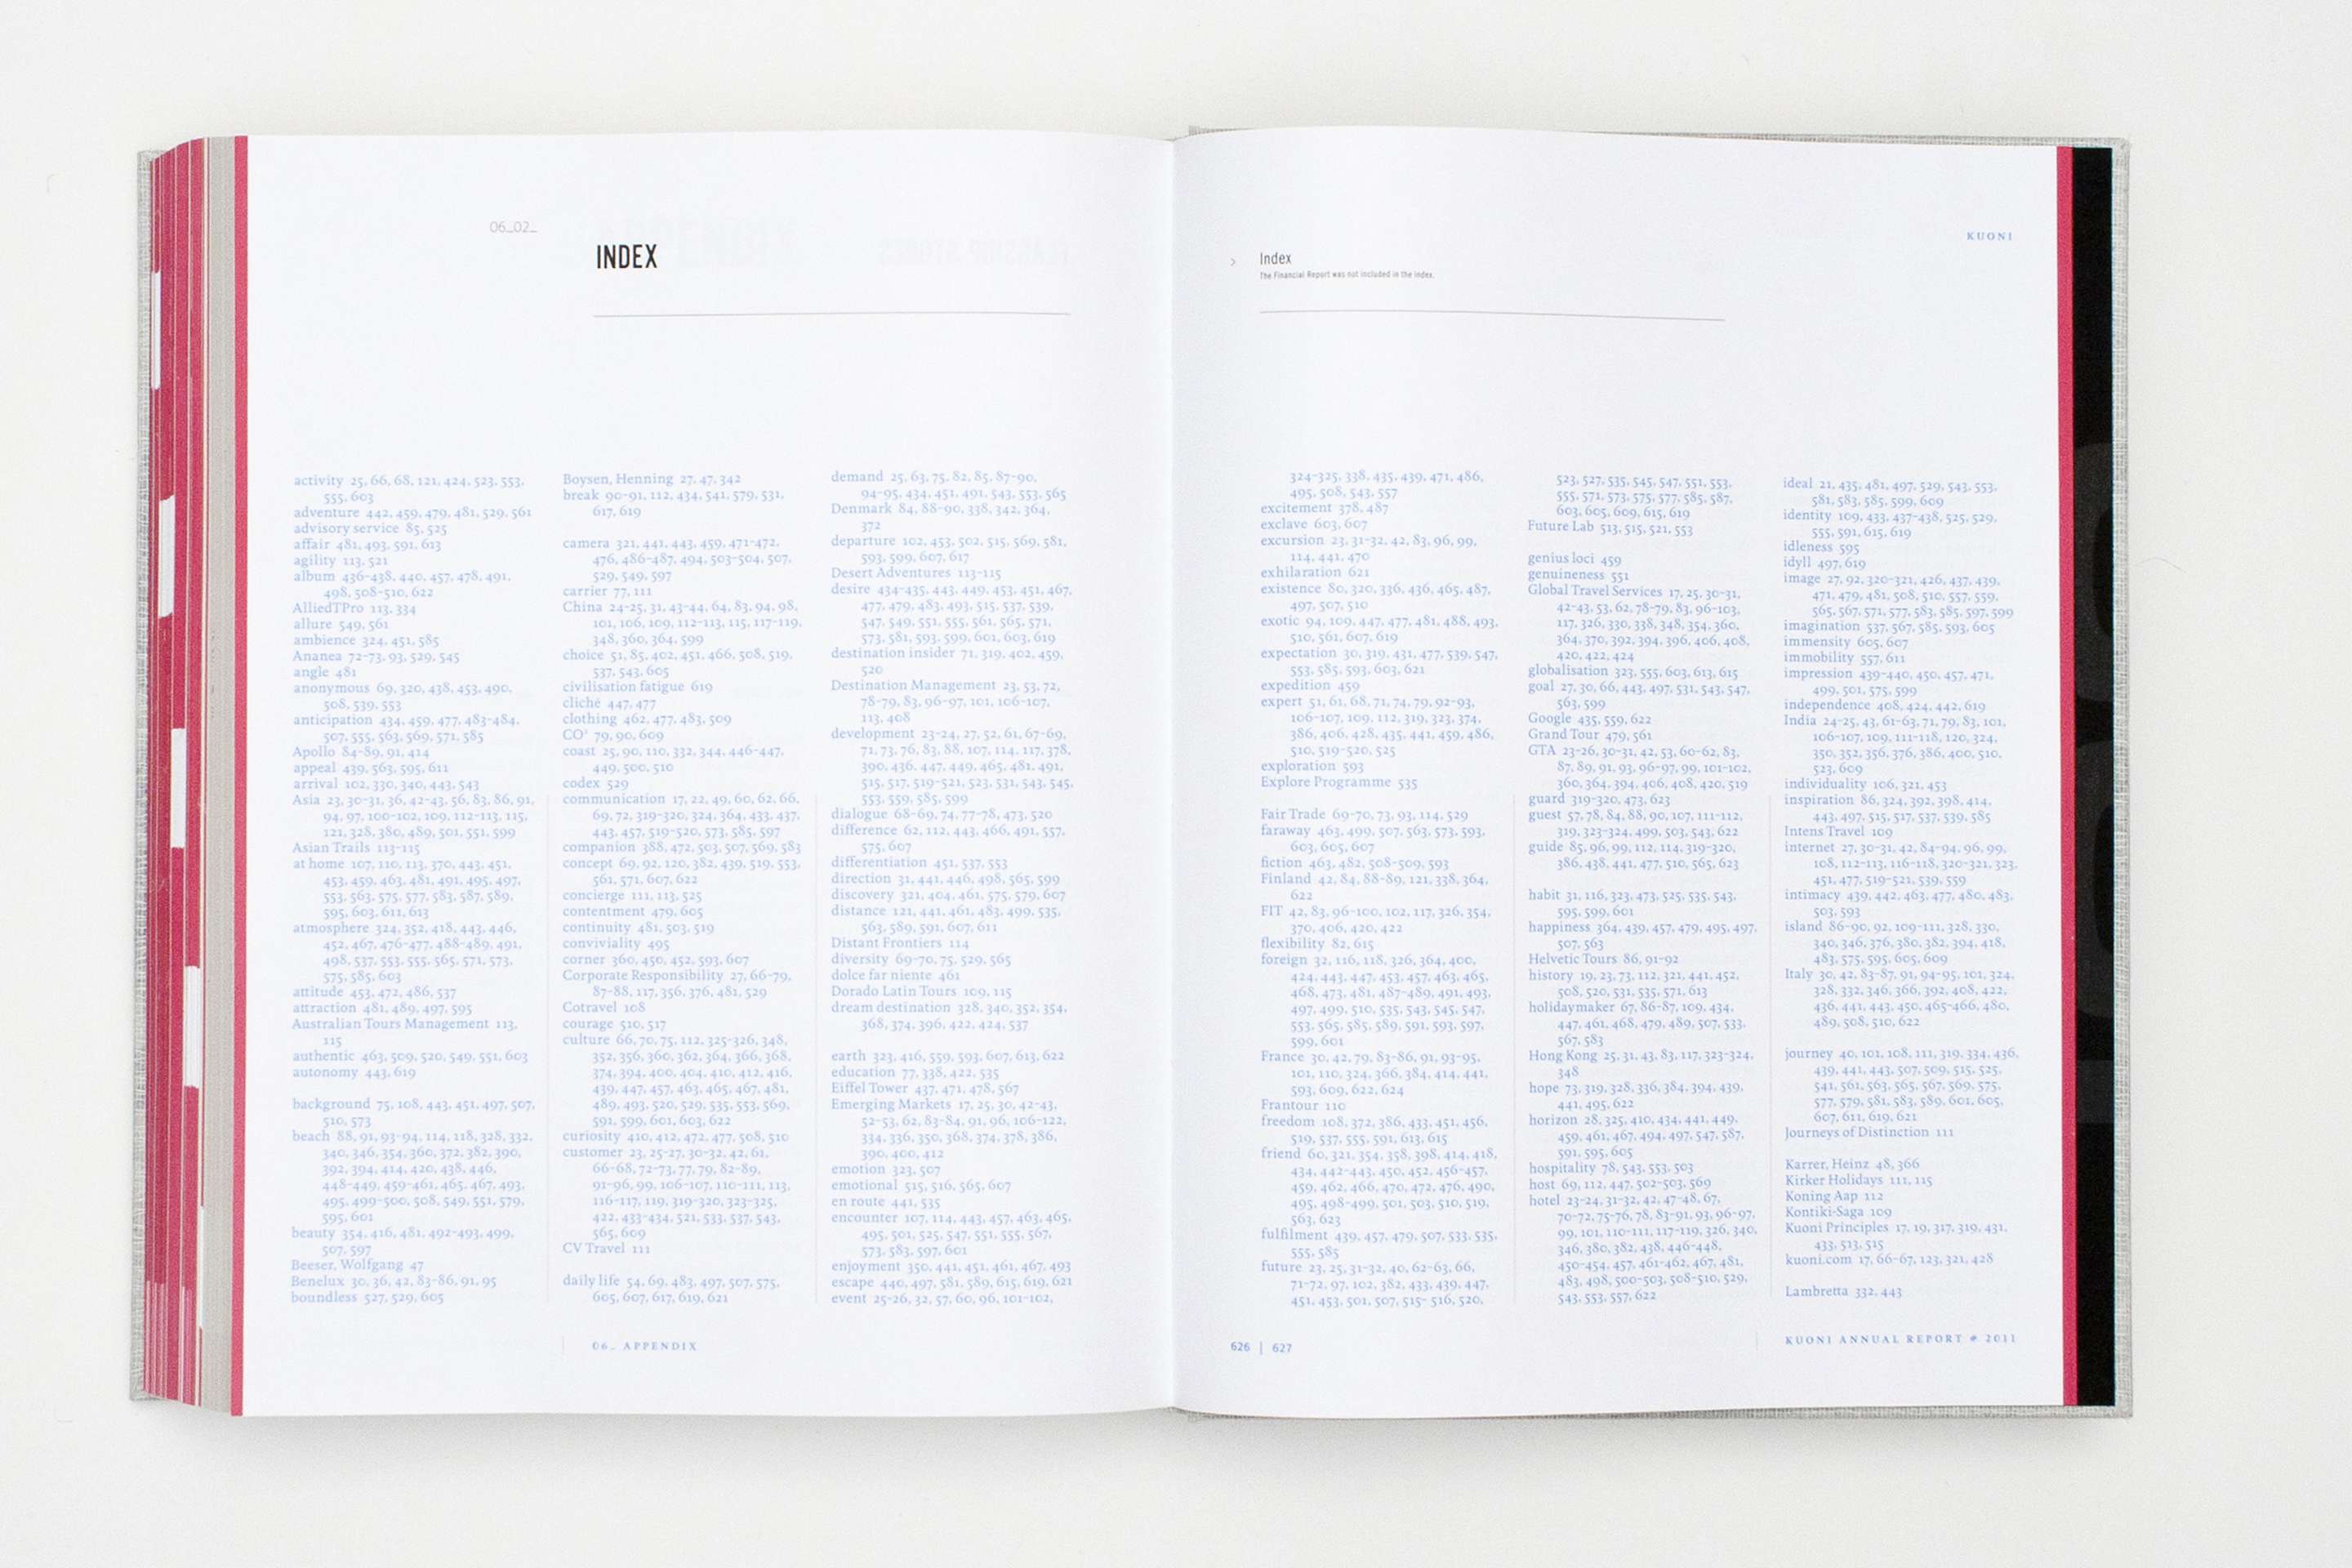 06_02_
INDEX
activity 25, 66, 68, 121, 424, 523, 553,
555, 603
adventure 442, 459, 479, 481, 529, 561
advisory service 85, 525
affair 481, 493, 591, 613
agility 113, 521
album 436-438, 440, 457, 478, 491,
498, 508-510, 622
AlliedTPro 113, 334
allure 549, 561
ambience 324, 451, 585
Ananea 72-73, 93, 529, 545
angle 481
anonymous 69, 320, 438, 453, 490,
508, 539, 553
anticipation 434, 459, 477, 483-484,
507, 555, 563, 569, 571, 585
Apollo 84-89, 91, 414
appeal 439, 563, 595, 611
arrival 102, 330, 340, 443, 543
Asia 23, 30-31, 36, 42-43, 56, 83, 86, 91,
94, 97, 100-102, 109, 112-113, 115,
121, 328, 380, 489, 501, 551, 599
Asian Trails 113-115
at home 107, 110, 113, 370, 443, 451,
453, 459, 463, 481, 491, 495, 497,
553, 563, 575, 577, 583, 587, 589,
595, 603, 611, 613
atmosphere 324, 352, 418, 443, 446,
452, 467, 476-477, 488-489, 491,
498, 537, 553, 555, 565, 571, 573,
575, 585, 603
attitude 453, 472, 486, 537
attraction 481, 489, 497, 595
Australian Tours Management 113,
115
authentic 463, 509, 520, 549, 551, 603
autonomy 443, 619
background 75, 108, 443, 451, 497, 507,
510, 573
beach 88, 91, 93-94, 114, 118, 328, 332,
340, 346, 354, 360, 372, 382, 390,
392, 394, 414, 420, 438, 446,
448-449, 459-461, 465, 467, 493,
495, 499-500, 508, 549, 551, 579,
595, 601
beauty 354, 416, 481, 492-493, 499,
507, 597
Beeser, Wolfgang 47
Benelux 30, 36, 42, 83-86, 91, 95
boundless 527, 529, 605
Boysen, Henning 27, 47, 342
break 90-91, 112, 434, 541, 579, 531,
617, 619
camera 321, 441, 443, 459, 471-472,
476, 486-487, 494, 503-504, 507,
529, 549, 597
carrier 77, 111
China 24-25, 31, 43-44, 64, 83, 94, 98,
101, 106, 109, 112-113, 115, 117-119,
348, 360, 364, 599
choice 51, 85, 402, 451, 466, 508, 519,
537, 543, 605
civilisation fatigue 619
cliché 447, 477
clothing 462, 477, 483, 509
CO² 79, 90, 609
coast 25, 90, 110, 332, 344, 446-447,
449, 500, 510
codex 529
communication 17, 22, 49, 60, 62, 66,
69, 72, 319-320, 324, 364, 433, 437,
443, 457, 519-520, 573, 585, 597
companion 388, 472, 503, 507, 569, 583
concept 69, 92, 120, 382, 439, 519, 553,
561, 571, 607, 622
concierge 111, 113, 525
contentment 479, 605
continuity 481, 503, 519
conviviality 495
corner 360, 450, 452, 593, 607
Corporate Responsibility 27, 66-79,
87-88, 117, 356, 376, 481, 529
Cotravel 108
courage 510, 517
culture 66, 70, 75, 112, 325-326, 348,
352, 356, 360, 362, 364, 366, 368,
374, 394, 400, 404, 410, 412, 416,
439, 447, 457, 463, 465, 467, 481,
489, 493, 520, 529, 535, 553, 569,
591, 599, 601, 603, 622
curiosity 410, 412, 472, 477, 508, 510
customer 23, 25-27, 30-32, 42, 61,
66-68, 72-73, 77, 79, 82-89,
91-96, 99, 106-107, 110-111, 113,
116-117, 119, 319-320, 323-325,
422, 433-434, 521, 533, 537, 543,
565, 609
CV Travel 111
daily life 54, 69, 483, 497, 507, 575,
605, 607, 617, 619, 621
demand 25, 63, 75, 82, 85, 87-90,
94-95, 434, 451, 491, 543, 553, 565
Denmark 84, 88-90, 338, 342, 364,
372
departure 102, 453, 502, 515, 569, 581,
593, 599, 607, 617
Desert Adventures 113-115
desire 434-435, 443, 449, 453, 451, 467,
477, 479, 483, 493, 515, 537, 539,
547, 549, 551, 555, 561, 565, 571,
573, 581, 593, 599, 601, 603, 619
destination insider 71, 319, 402, 459,
520
Destination Management 23, 53, 72,
78-79, 83, 96-97, 101, 106-107,
113, 408
development 23-24, 27, 52, 61, 67-69,
71, 73, 76, 83, 88, 107, 114, 117, 378,
390, 436, 447, 449, 465, 481, 491,
515, 517, 519-521, 523, 531, 543, 545,
553, 559, 585, 599
dialogue 68-69, 74, 77-78, 473, 520
difference 62, 112, 443, 466, 491, 557,
575, 607
differentiation 451, 537, 553
direction 31, 441, 446, 498, 565, 599
discovery 321, 404, 461, 575, 579, 607
distance 121, 441, 461, 483, 499, 535,
563, 589, 591, 607, 611
Distant Frontiers 114
diversity 69-70, 75, 529, 565
dolce far niente 461
Dorado Latin Tours 109, 115
dream destination 328, 340, 352, 354,
368, 374, 396, 422, 424, 537
earth 323, 416, 559, 593, 607, 613, 622
education 77, 338, 422, 535
Eiffel Tower 437, 471, 478, 567
Emerging Markets 17, 25, 30, 42-43,
52-53, 62, 83-84, 91, 96, 106-122,
334, 336, 350, 368, 374, 378, 386,
390, 400, 412
emotion 323, 507
emotional 515, 516, 565, 607
en route 441, 535
encounter 107, 114, 443, 457, 463, 465,
495, 501, 525, 547, 551, 555, 567,
573, 583, 597, 601
enjoyment 350, 441, 451, 461, 467, 493
escape 440, 497, 581, 589, 615, 619, 621
event 25-26, 32, 57, 60, 96, 101-102,
06_ APPENDIX
KUONI
> Index
The Financial Report was not included in the index.
324-325, 338, 435, 439, 471, 486,
495, 508, 543, 557
excitement 378, 487
exclave 603, 607
excursion 23, 31-32, 42, 83, 96, 99,
114, 441, 470
exhilaration 621
existence 80, 320, 336, 436, 465, 487,
497, 507, 510
exotic 94, 109, 447, 477, 481, 488, 493,
510, 561, 607, 619
expectation 30, 319, 431, 477, 539, 547,
553, 585, 593, 603, 621
expedition 459
expert 51, 61, 68, 71, 74, 79, 92-93,
106-107, 109, 112, 319, 323, 374,
386, 406, 428, 435, 441, 459, 486,
510, 519-520, 525
exploration 593
Explore Programme 535
Fair Trade 69-70, 73, 93, 114, 529
faraway 463, 499, 507, 563, 573, 593,
603, 605, 607
fiction 463, 482, 508-509, 593
Finland 42, 84, 88-89, 121, 338, 364,
622
FIT 42, 83, 96-100, 102, 117, 326, 354,
370, 406, 420, 422
flexibility 82, 615
foreign 32, 116, 118, 326, 364, 400,
424, 443, 447, 453, 457, 463, 465,
468, 473, 481, 487-489, 491, 493,
497, 499, 510, 535, 543, 545, 547,
553, 565, 585, 589, 591, 593, 597,
599, 601
France 30, 42, 79, 83-86, 91, 93-95,
101, 110, 324, 366, 384, 414, 441,
593, 609, 622, 624
Frantour 110
freedom 108, 372, 386, 433, 451, 456,
519, 537, 555, 591, 613, 615
friend 60, 321, 354, 358, 398, 414, 418,
434, 442-443, 450, 452, 456-457,
459, 462, 466, 470, 472, 476, 490,
495, 498-499, 501, 503, 510, 519,
563, 623
fulfilment 439, 457, 479, 507, 533, 535,
555, 585
future 23, 25, 31-32, 40, 62-63, 66,
71-72, 97, 102, 382, 433, 439, 447,
451, 453, 501, 507, 515- 516, 520,
523, 527, 535, 545, 547, 551, 553,
555, 571, 573, 575, 577, 585, 587,
603, 605, 609, 615, 619
Future Lab 513, 515, 521, 553
genius loci 459
genuineness 551
Global Travel Services 17, 25, 30-31,
42-43, 53, 62, 78-79, 83, 96-103,
117, 326, 330, 338, 348, 354, 360,
364, 370, 392, 394, 396, 406, 408,
420, 422, 424
globalisation 323, 555, 603, 613, 615
goal 27, 30, 66, 443, 497, 531, 543, 547,
563, 599
Google 435, 559, 622
Grand Tour 479, 561
GTA 23-26, 30-31, 42, 53, 60-62, 83,
87, 89, 91, 93, 96-97, 99, 101-102,
360, 364, 394, 406, 408, 420, 519
guard 319-320, 473, 623
guest 57, 78, 84, 88, 90, 107, 111-112,
319, 323-324, 499, 503, 543, 622
guide 85, 96, 99, 112, 114, 319-320,
386, 438, 441, 477, 510, 565, 623
habit 31, 116, 323, 473, 525, 535, 543,
595, 599, 601
happiness 364, 439, 457, 479, 495, 497,
507, 563
Helvetic Tours 86, 91-92
history 19, 23, 73, 112, 321, 441, 452,
508, 520, 531, 535, 571, 613
holidaymaker 67, 86-87, 109, 434,
447, 461, 468, 479, 489, 507, 533,
567, 583
Hong Kong 25, 31, 43, 83, 117, 323-324,
348
hope 73, 319, 328, 336, 384, 394, 439,
441, 495, 622
horizon 28, 325, 410, 434, 441, 449,
459, 461, 467, 494, 497, 547, 587,
591, 595, 605
hospitality 78, 543, 553, 503
host 69, 112, 447, 502-503, 569
hotel 23-24, 31-32, 42, 47-48, 67,
70-72, 75-76, 78, 83-91, 93, 96-97,
99, 101, 110-111, 117-119, 326, 340,
346, 380, 382, 438, 446-448,
450-454, 457, 461-462, 467, 481,
483, 498, 500-503, 508-510, 529,
543, 553, 557, 622
ideal 21, 435, 481, 497, 529, 543, 553,
581, 583, 585, 599, 609
identity 109, 433, 437-438, 525, 529,
555, 591, 615, 619
idleness 595
idyll 497, 619
image 27, 92, 320-321, 426, 437, 439,
471, 479, 481, 508, 510, 557, 559,
565, 567, 571, 577, 583, 585, 597, 599
imagination 537, 567, 585, 593, 605
immensity 605, 607
immobility 557, 611
impression 439-440, 450, 457, 471,
499, 501, 575, 599
independence 408, 424, 442, 619
India 24-25, 43, 61-63, 71, 79, 83, 101,
106-107, 109, 111-118, 120, 324,
350, 352, 356, 376, 386, 400, 510,
523, 609
individuality 106, 321, 453
inspiration 86, 324, 392, 398, 414,
443, 497, 515, 517, 537, 539, 585
Intens Travel 109
internet 27, 30-31, 42, 84-94, 96, 99,
108, 112-113, 116-118, 320-321, 323,
451, 477, 519-521, 539, 559
intimacy 439, 442, 463, 477, 480, 483,
503, 593
island 86-90, 92, 109-111, 328, 330,
340, 346, 376, 380, 382, 394, 418,
483, 575, 595, 605, 609
Italy 30, 42, 83-87, 91, 94-95, 101, 324,
328, 332, 346, 366, 392, 408, 422,
436, 441, 443, 450, 465-466, 480,
489, 508, 510, 622
journey 40, 101, 108, 111, 319, 334, 436,
439, 441, 443, 507, 509, 515, 525,
541, 561, 563, 565, 567, 569, 575,
577, 579, 581, 583, 589, 601, 605,
607, 611, 619, 621
Journeys of Distinction 111
Karrer, Heinz 48, 366
Kirker Holidays 111, 115
Koning Aap 112
Kontiki-Saga 109
Kuoni Principles 17, 19, 317, 319, 431,
433, 513, 515
kuoni.com 17, 66-67, 123, 321, 428
Lambretta 332, 443
626 | 627
KUONI ANNUAL REPORT # 2011